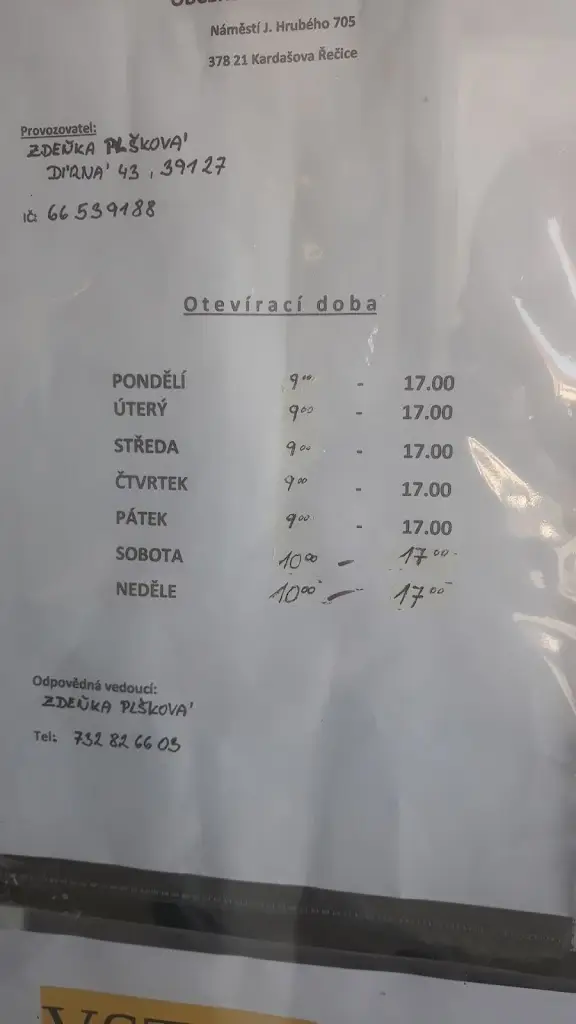 Náměstí J. Hrubého 705
378 21 Kardašova Řečice
Provozovatel:
ZDEŇKA PLŠKOVÁ
DÍRNÁ 43, 39127
IČ: 66539188
Otevírací doba
PONDĚLÍ 9⁰⁰ - 17.00
ÚTERÝ 9⁰⁰ - 17.00
STŘEDA 9⁰⁰ - 17.00
ČTVRTEK 9⁰⁰ - 17.00
PÁTEK 9⁰⁰ - 17.00
SOBOTA 10⁰⁰ - 17⁰⁰
NEDĚLE 10⁰⁰ - 17⁰⁰
Odpovědná vedoucí:
ZDEŇKA PLŠKOVÁ
Tel: 732 82 66 03